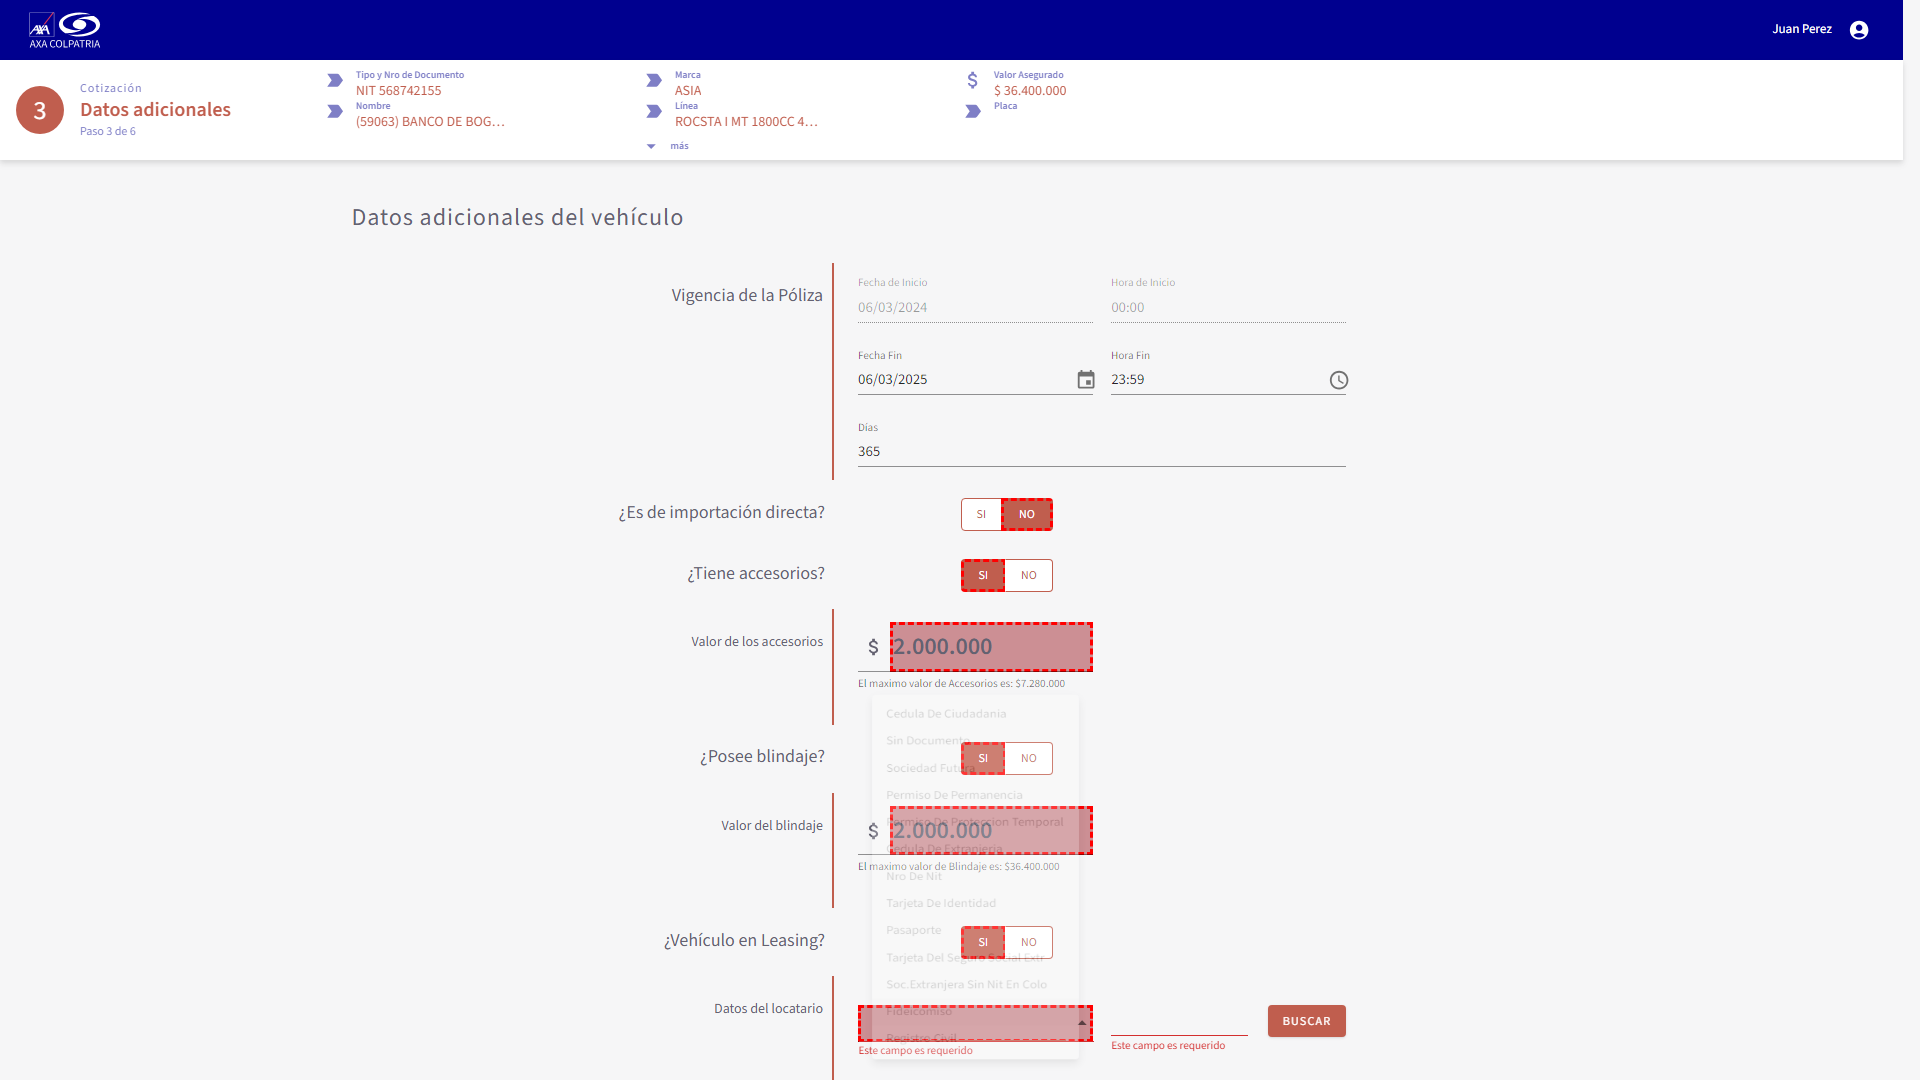 AXA
AXA COLPATRIA
Juan Perez
3
Cotización
Datos adicionales
Paso 3 de 6
Tipo y Nro de Documento
NIT 568742155
Nombre
(59063) BANCO DE BOG...
Marca
ASIA
Línea
ROCSTA I MT 1800CC 4...
más
Valor Asegurado
$ 36.400.000
Placa
Datos adicionales del vehículo
Vigencia de la Póliza
Fecha de Inicio
06/03/2024
Hora de Inicio
00:00
Fecha Fin
06/03/2025
Hora Fin
23:59
Días
365
¿Es de importación directa?
SI NO
¿Tiene accesorios?
SI NO
Valor de los accesorios
$ 2.000.000
El maximo valor de Accesorios es: $7.280.000
Cedula De Ciudadania
Sin Documento
¿Posee blindaje?
SI NO
Sociedad Futura
Permiso De Permanencia
Permiso De Proteccion Temporal
Valor del blindaje
$ 2.000.000
Cedula De Extranjeria
El maximo valor de Blindaje es: $36.400.000
Nro De Nit
Tarjeta De Identidad
Pasaporte
¿Vehículo en Leasing?
SI NO
Tarjeta Del Seguro Social Extr
Soc.Extranjera Sin Nit En Colo
Datos del locatario
Fideicomiso
Registro Civil
BUSCAR
Este campo es requerido
Este campo es requerido